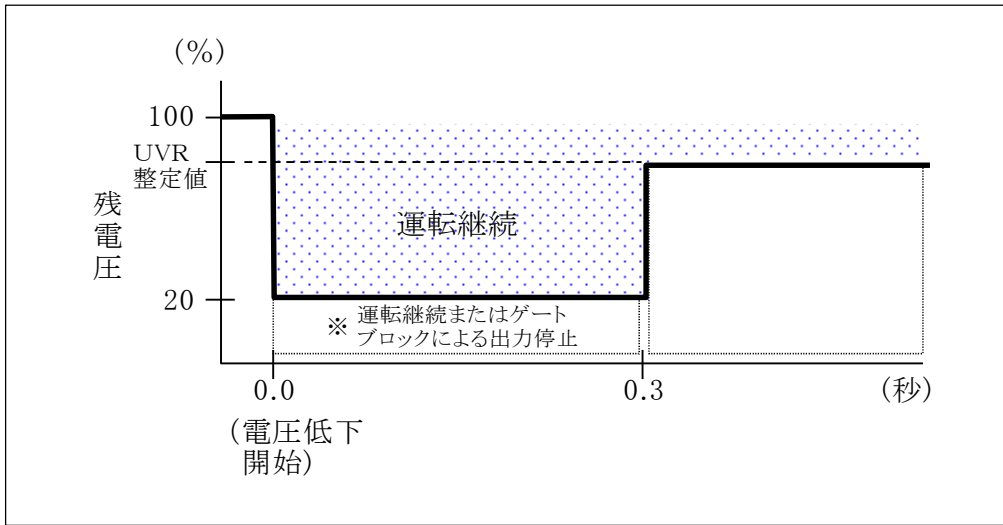 (%)
100
UVR
整定値
残電圧
運転継続
20
※ 運転継続またはゲート
ブロックによる出力停止
0.0
0.3
(秒)
(電圧低下
開始)